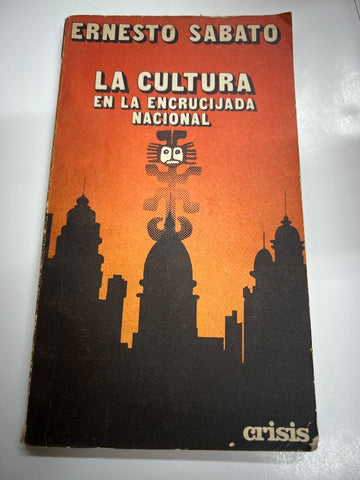 ERNESTO SABATO
LA CULTURA
EN LA ENCRUCIJADA
NACIONAL
crisis